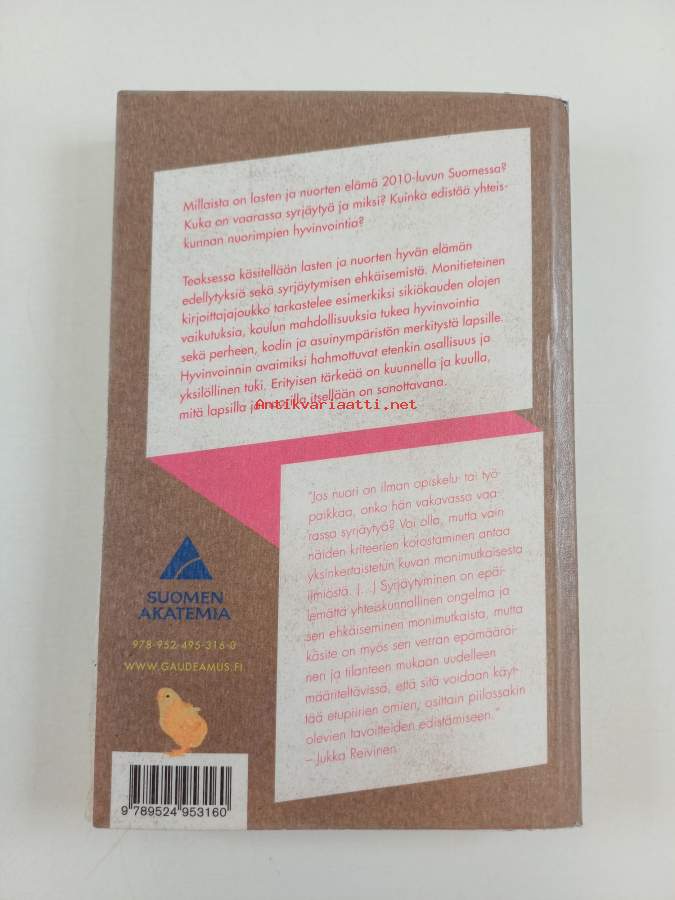 Millaista on lasten ja nuorten elämä 2010-luvun Suomessa?
Kuka on vaarassa syrjäytyä ja miksi? Kuinka edistää yhteis-
kunnan nuorimpien hyvinvointia?
Teoksessa käsitellään lasten ja nuorten hyvän elämän
edellytyksiä sekä syrjäytymisen ehkäisemistä. Monitieteinen
kirjoittajajoukko tarkastelee esimerkiksi sikiökauden olojen
vaikutuksia, koulun mahdollisuuksia tukea hyvinvointia
sekä perheen, kodin ja asuinympäristön merkitystä lapsille.
Hyvinvoinnin avaimiksi hahmottuvat etenkin osallisuus ja
yksilöllinen tuki. Erityisen tärkeää on kuunnella ja kuulla,
mitä lapsilla ja nuorilla itsellään on sanottavana.
Antikvariaatti.net
"Jos nuori on ilman opiskelu- tai työ-
paikkaa, onko hän vakavassa vaa-
rassa syrjäytyä? Voi olla, mutta vain
näiden kriteerien korostaminen antaa
yksinkertaistetun kuvan monimutkaisesta
ilmiöstä. [...] Syrjäytyminen on epäi-
lemättä yhteiskunnallinen ongelma ja
sen ehkäiseminen monimutkaista, mutta
käsite on myös sen verran epämääräi-
nen ja tilanteen mukaan uudelleen
määriteltävissä, että sitä voidaan käyt-
tää etupiirien omien, osittain piilossakin
olevien tavoitteiden edistämiseen."
– Jukka Reivinen
SUOMEN
AKATEMIA
978-952-495-316-0
WWW.GAUDEAMUS.FI
9 789524 953160